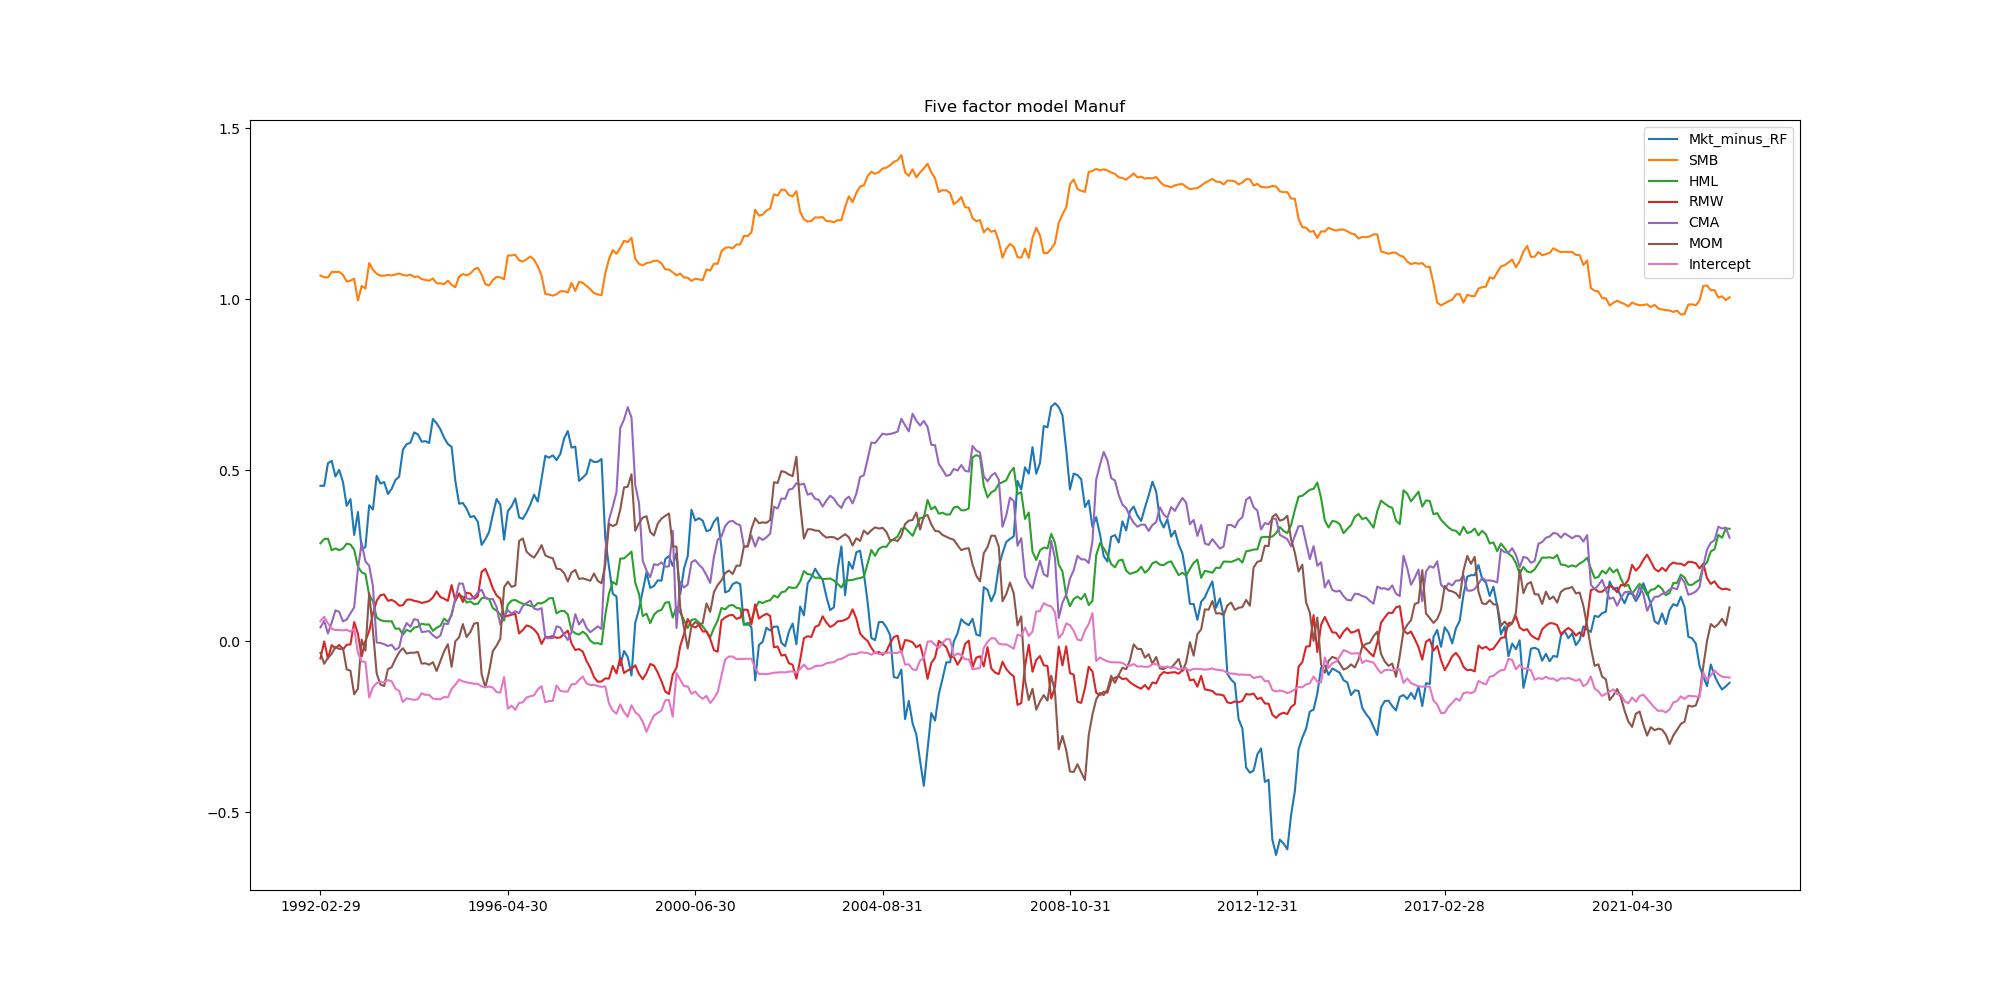 Five factor model Manuf
1.5
1.0
0.5
0.0
−0.5
Mkt_minus_RF
SMB
HML
RMW
CMA
MOM
Intercept
1992-02-29 1996-04-30 2000-06-30 2004-08-31 2008-10-31 2012-12-31 2017-02-28 2021-04-30